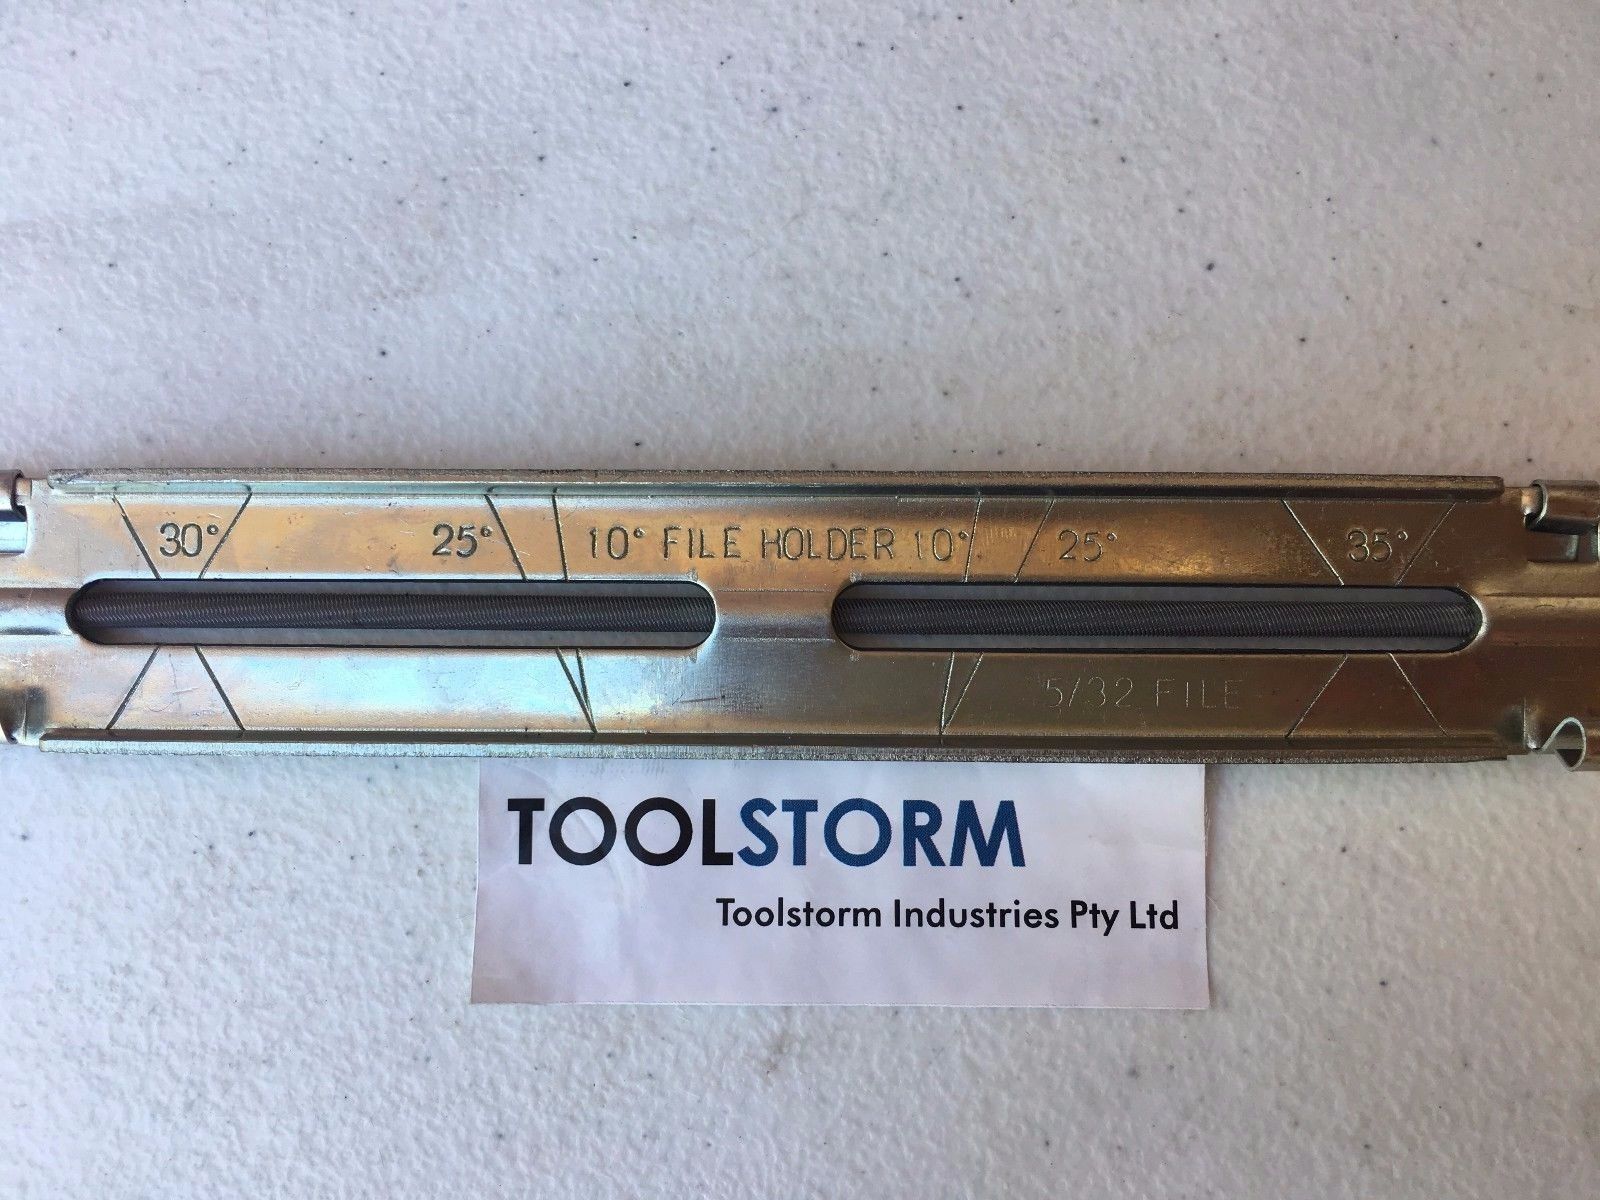 30° 25° 10° FILE HOLDER 10° 25° 35°
5/32 FILE
TOOLSTORM
Toolstorm Industries Pty Ltd